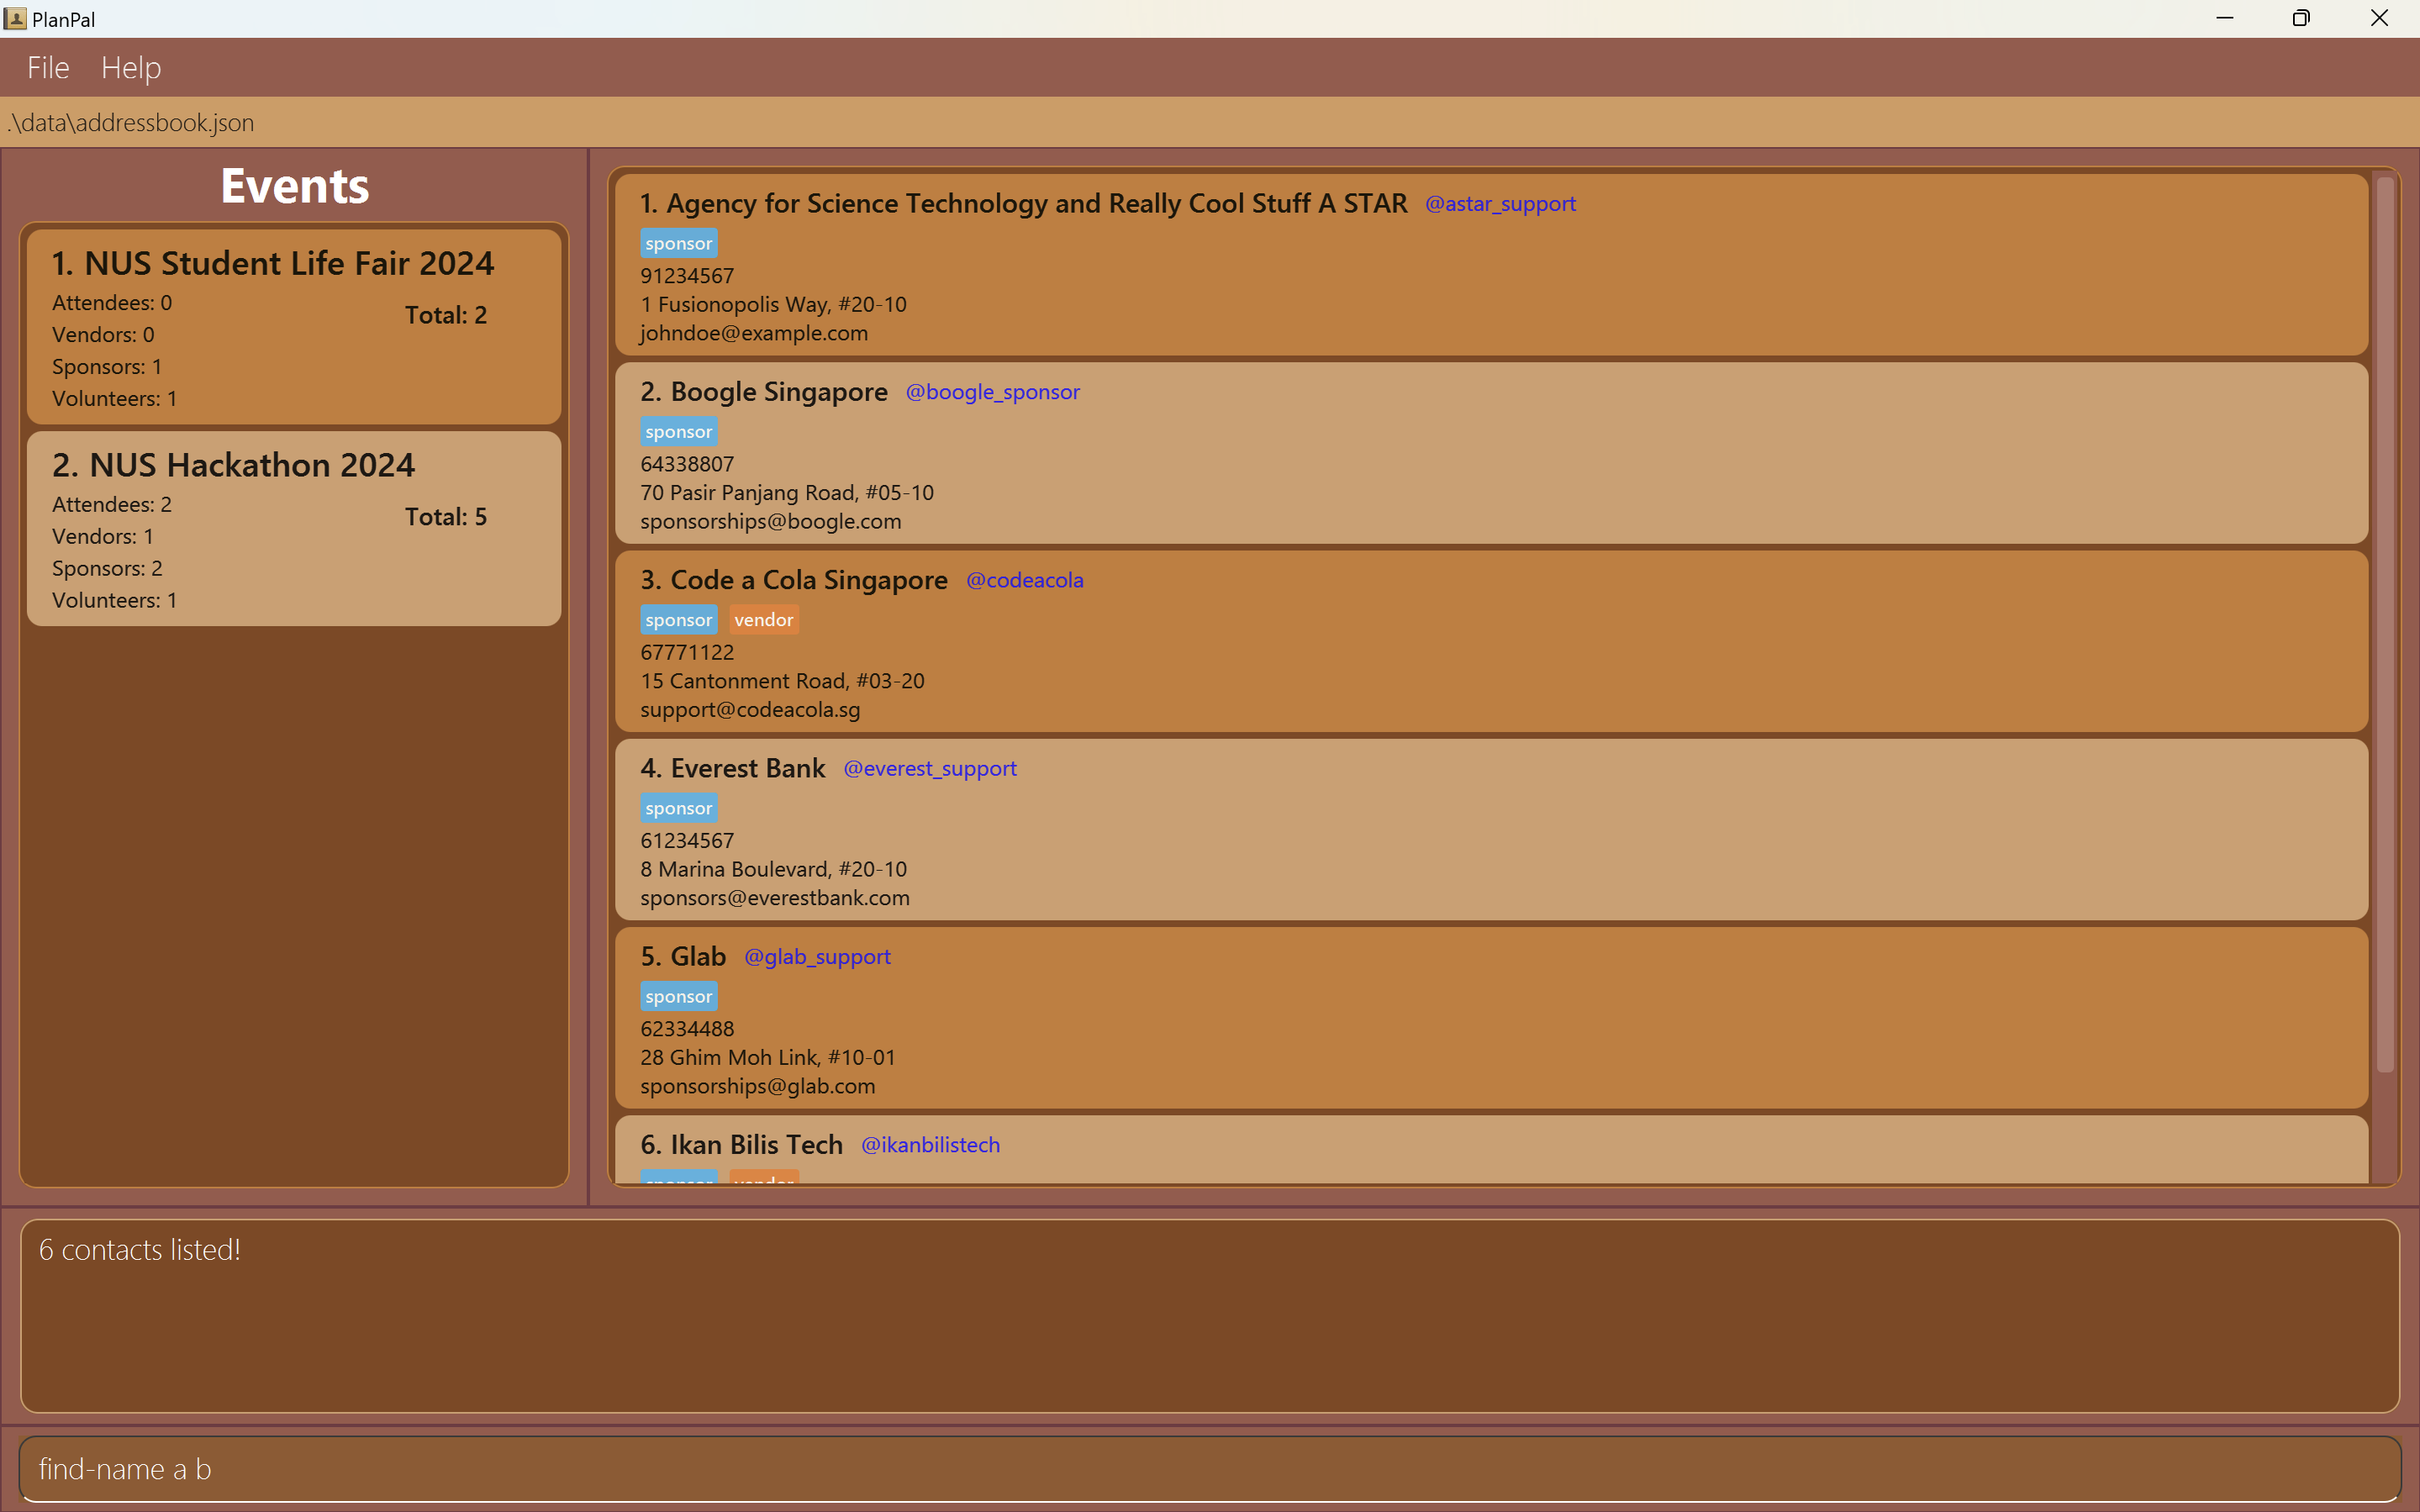 PlanPal
File Help
.\data\addressbook.json
Events
1. NUS Student Life Fair 2024
Attendees: 0
Total: 2
Vendors: 0
Sponsors: 1
Volunteers: 1
2. NUS Hackathon 2024
Attendees: 2
Total: 5
Vendors: 1
Sponsors: 2
Volunteers: 1
1. Agency for Science Technology and Really Cool Stuff A STAR @astar_support
sponsor
91234567
1 Fusionopolis Way, #20-10
johndoe@example.com
2. Boogle Singapore @boogle_sponsor
sponsor
64338807
70 Pasir Panjang Road, #05-10
sponsorships@boogle.com
3. Code a Cola Singapore @codeacola
sponsor vendor
67771122
15 Cantonment Road, #03-20
support@codeacola.sg
4. Everest Bank @everest_support
sponsor
61234567
8 Marina Boulevard, #20-10
sponsors@everestbank.com
5. Glab @glab_support
sponsor
62334488
28 Ghim Moh Link, #10-01
sponsorships@glab.com
6. Ikan Bilis Tech @ikanbilistech
sponsor vendor
6 contacts listed!
find-name a b